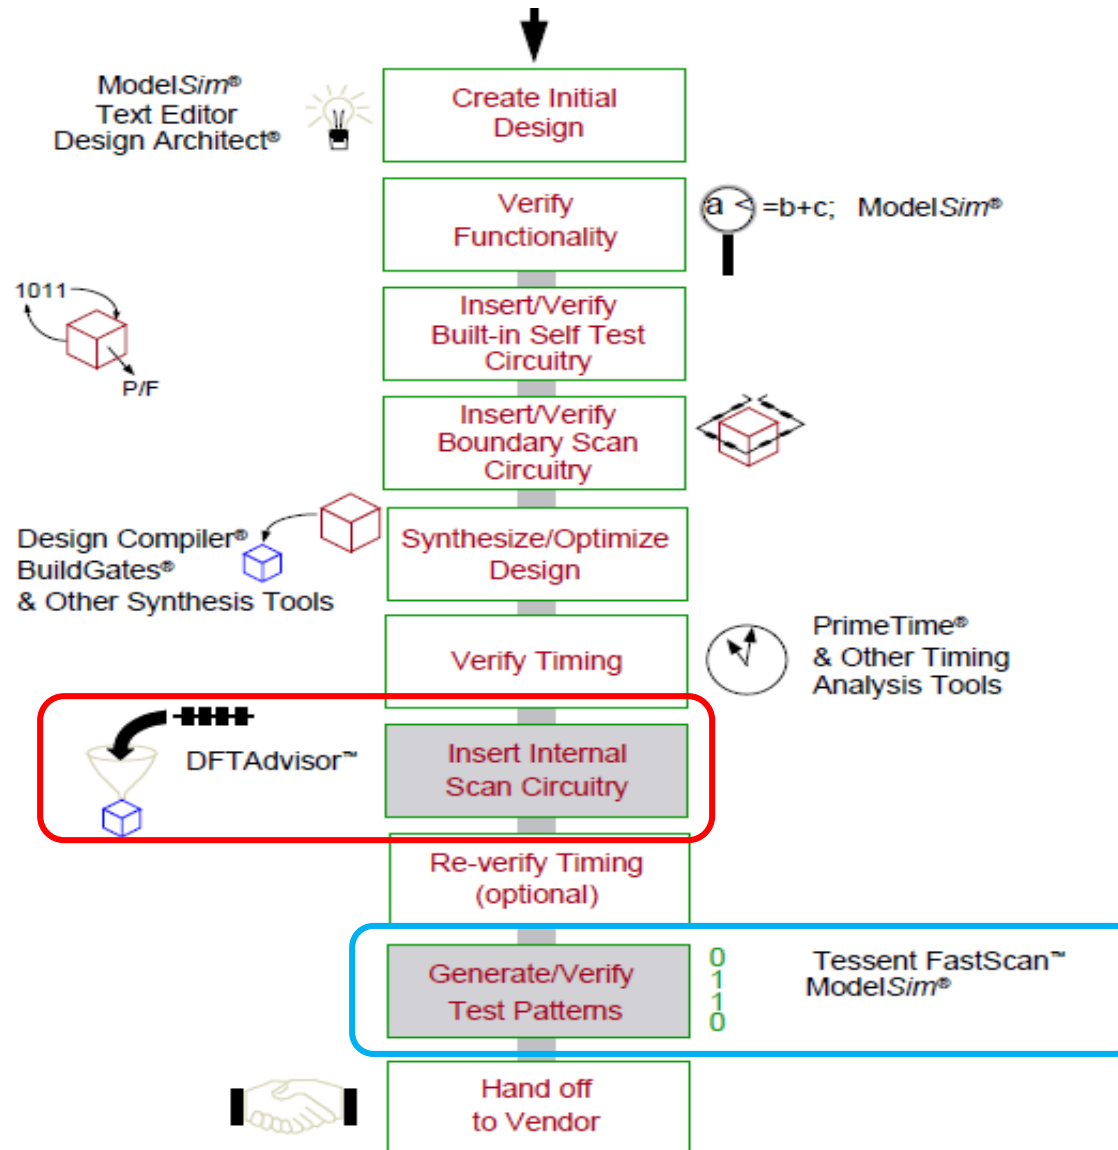 ModelSim®
Text Editor
Design Architect®
Create Initial
Design
Verify
Functionality
a < =b+c; ModelSim®
1011
P/F
Insert/Verify
Built-in Self Test
Circuitry
Insert/Verify
Boundary Scan
Circuitry
Design Compiler®
BuildGates®
& Other Synthesis Tools
Synthesize/Optimize
Design
Verify Timing
PrimeTime®
& Other Timing
Analysis Tools
DFTAdvisor™
Insert Internal
Scan Circuitry
Re-verify Timing
(optional)
Generate/Verify
Test Patterns
0
1
1
0
Tessent FastScan™
ModelSim®
Hand off
to Vendor